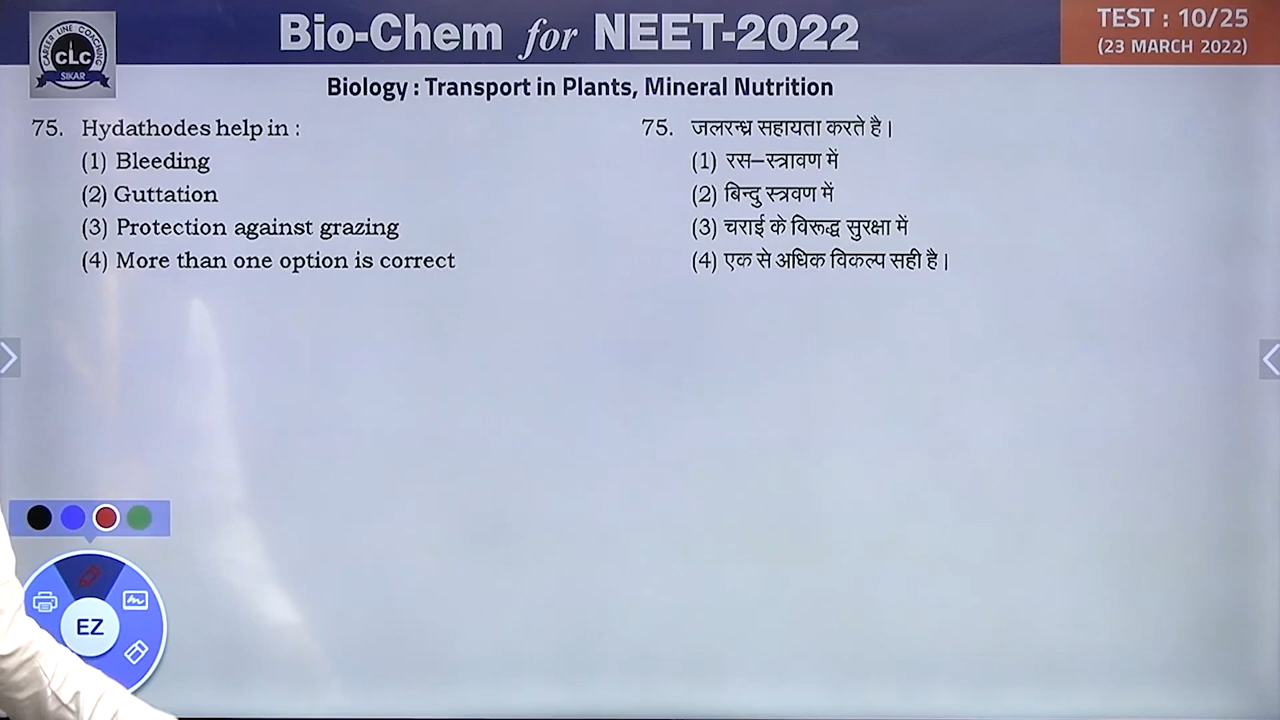 CAREER LINE COACHING
CLC
SIKAR
Bio-Chem for NEET-2022
TEST : 10/25
(23 MARCH 2022)
Biology : Transport in Plants, Mineral Nutrition
75. Hydathodes help in :
(1) Bleeding
(2) Guttation
(3) Protection against grazing
(4) More than one option is correct
75. जलरन्ध्र सहायता करते है।
(1) रस–स्त्रावण में
(2) बिन्दु स्त्रवण में
(3) चराई के विरूद्ध सुरक्षा में
(4) एक से अधिक विकल्प सही है।
EZ